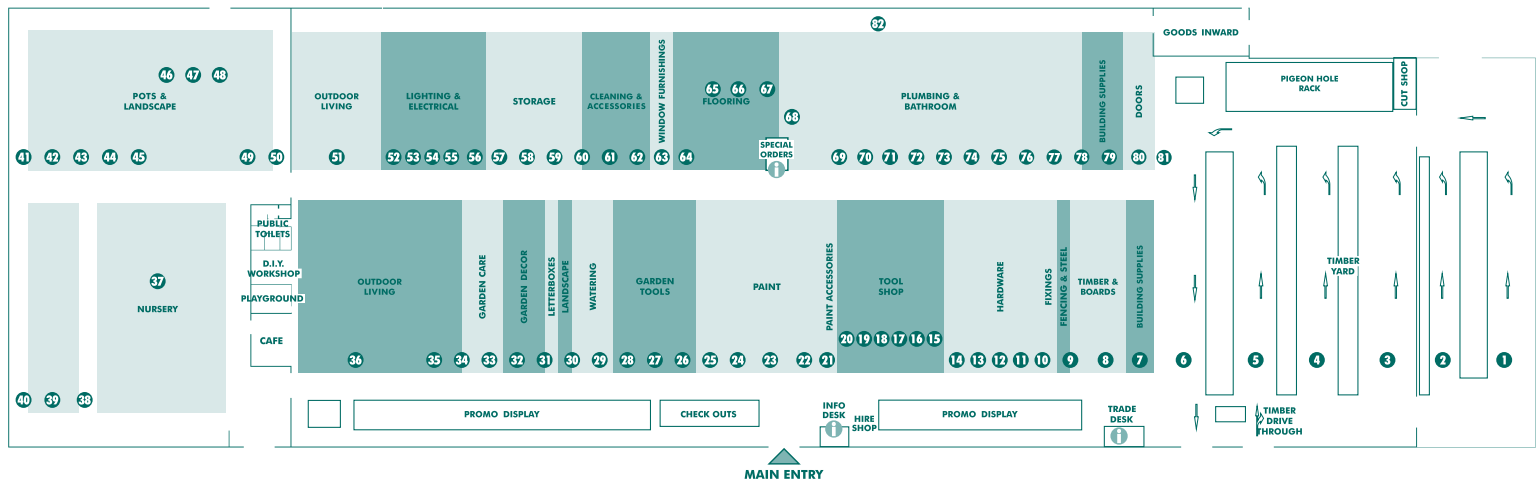 82
GOODS INWARD
46 47 48
POTS &
LANDSCAPE
OUTDOOR
LIVING
LIGHTING &
ELECTRICAL
STORAGE
CLEANING &
ACCESSORIES
WINDOW FURNISHINGS
65 66 67
FLOORING
68
PLUMBING &
BATHROOM
BUILDING SUPPLIES
DOORS
PIGEON HOLE
RACK
CUT SHOP
SPECIAL
ORDERS
i
41 42 43 44 45 49 50 51 52 53 54 55 56 57 58 59 60 61 62 63 64 69 70 71 72 73 74 75 76 77 78 79 80 81
PUBLIC
TOILETS
D.I.Y.
WORKSHOP
PLAYGROUND
CAFE
37
NURSERY
OUTDOOR
LIVING
GARDEN CARE
GARDEN DECOR
LETTERBOXES
LANDSCAPE
WATERING
GARDEN
TOOLS
PAINT
PAINT ACCESSORIES
TOOL
SHOP
HARDWARE
FIXINGS
FENCING & STEEL
TIMBER &
BOARDS
BUILDING SUPPLIES
TIMBER
YARD
20 19 18 17 16 15
36 35 34 33 32 31 30 29 28 27 26 25 24 23 22 21 14 13 12 11 10 9 8 7 6 5 4 3 2 1
40 39 38
PROMO DISPLAY
CHECK OUTS
INFO
DESK
i
HIRE
SHOP
PROMO DISPLAY
TRADE
DESK
i
TIMBER
DRIVE
THROUGH
MAIN ENTRY